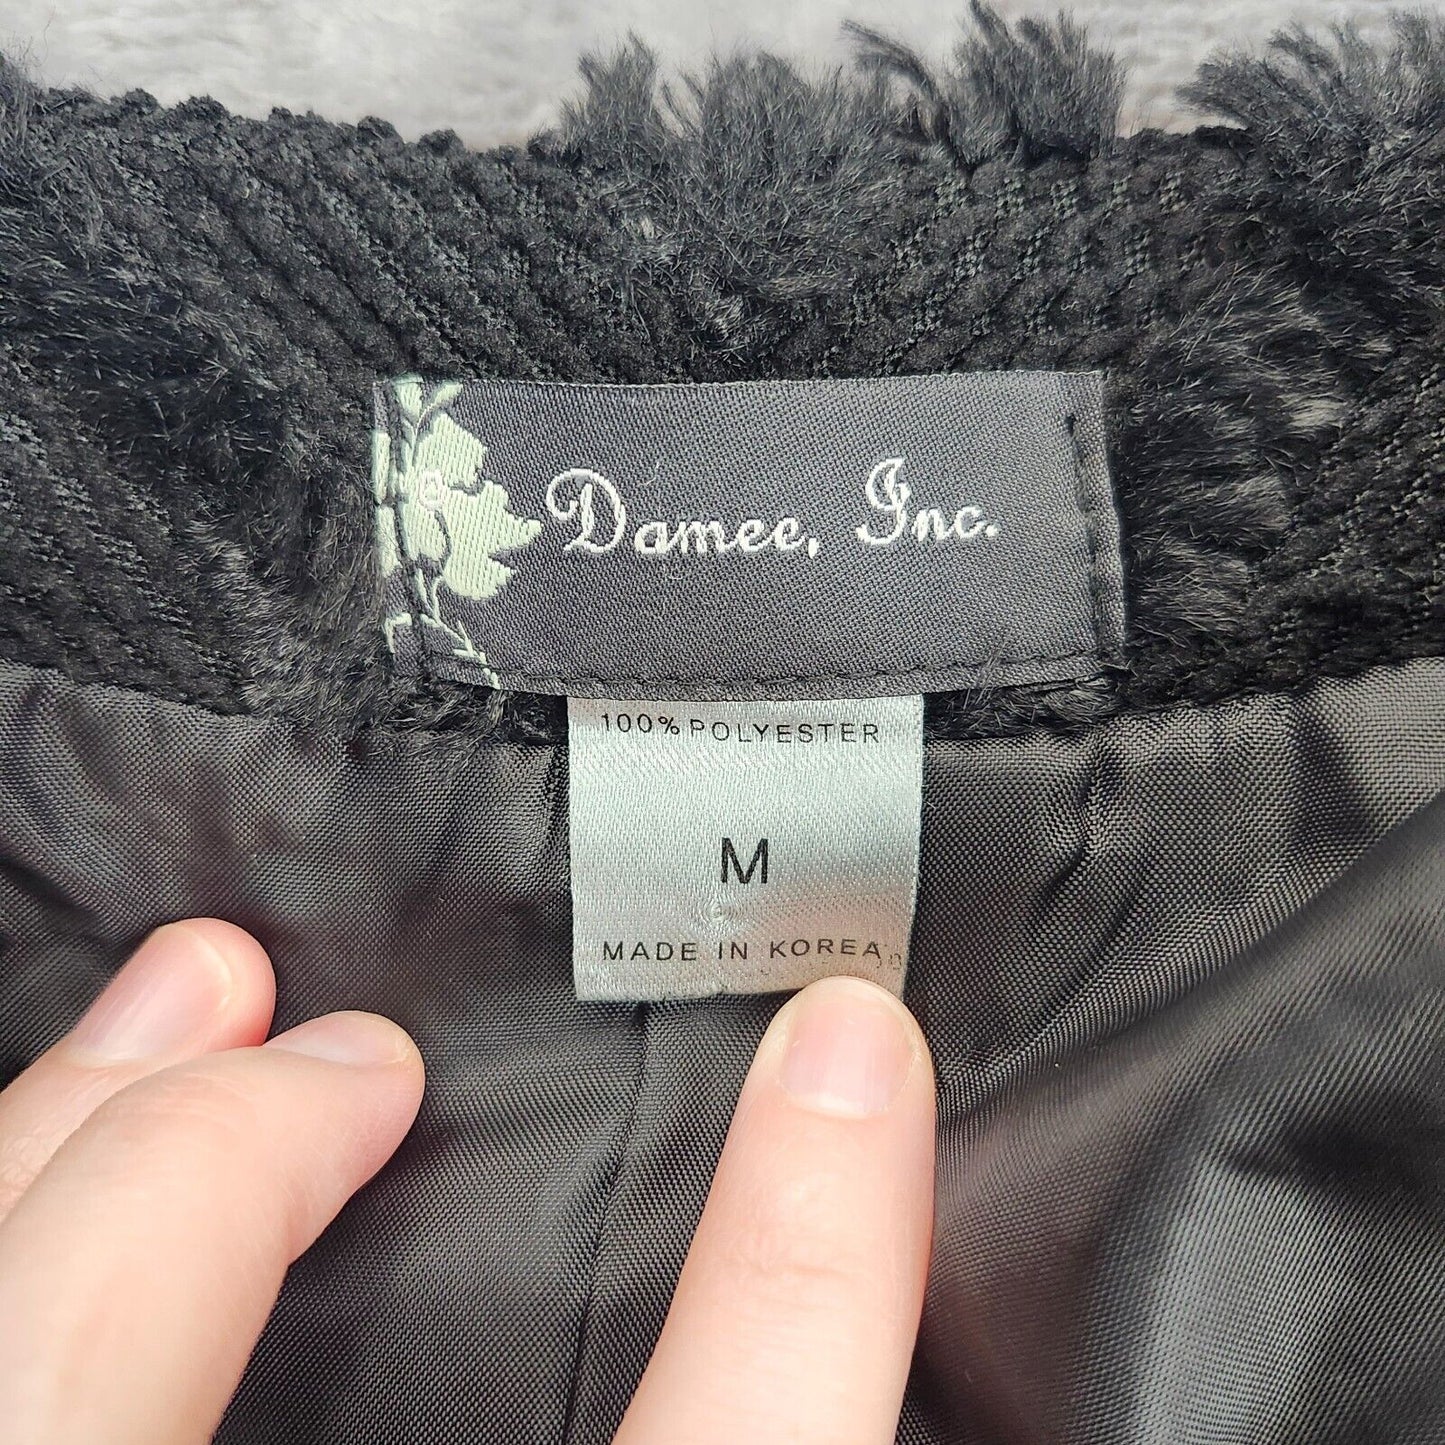 Damee, Inc.
100% POLYESTER
M
MADE IN KOREA